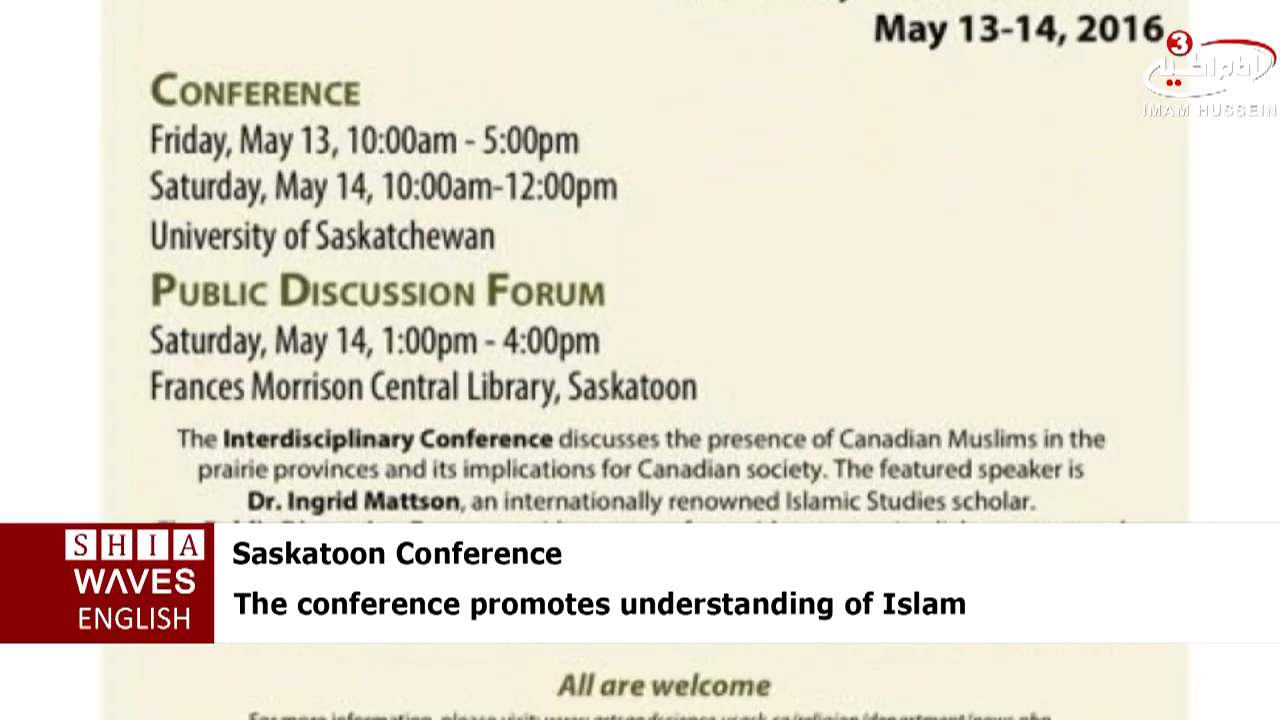 May 13-14, 2016
3
IMAM HUSSEIN
CONFERENCE
Friday, May 13, 10:00am - 5:00pm
Saturday, May 14, 10:00am-12:00pm
University of Saskatchewan
PUBLIC DISCUSSION FORUM
Saturday, May 14, 1:00pm - 4:00pm
Frances Morrison Central Library, Saskatoon
The Interdisciplinary Conference discusses the presence of Canadian Muslims in the
prairie provinces and its implications for Canadian society. The featured speaker is
Dr. Ingrid Mattson, an internationally renowned Islamic Studies scholar.
SHIA
WAVES
ENGLISH
Saskatoon Conference
The conference promotes understanding of Islam
All are welcome